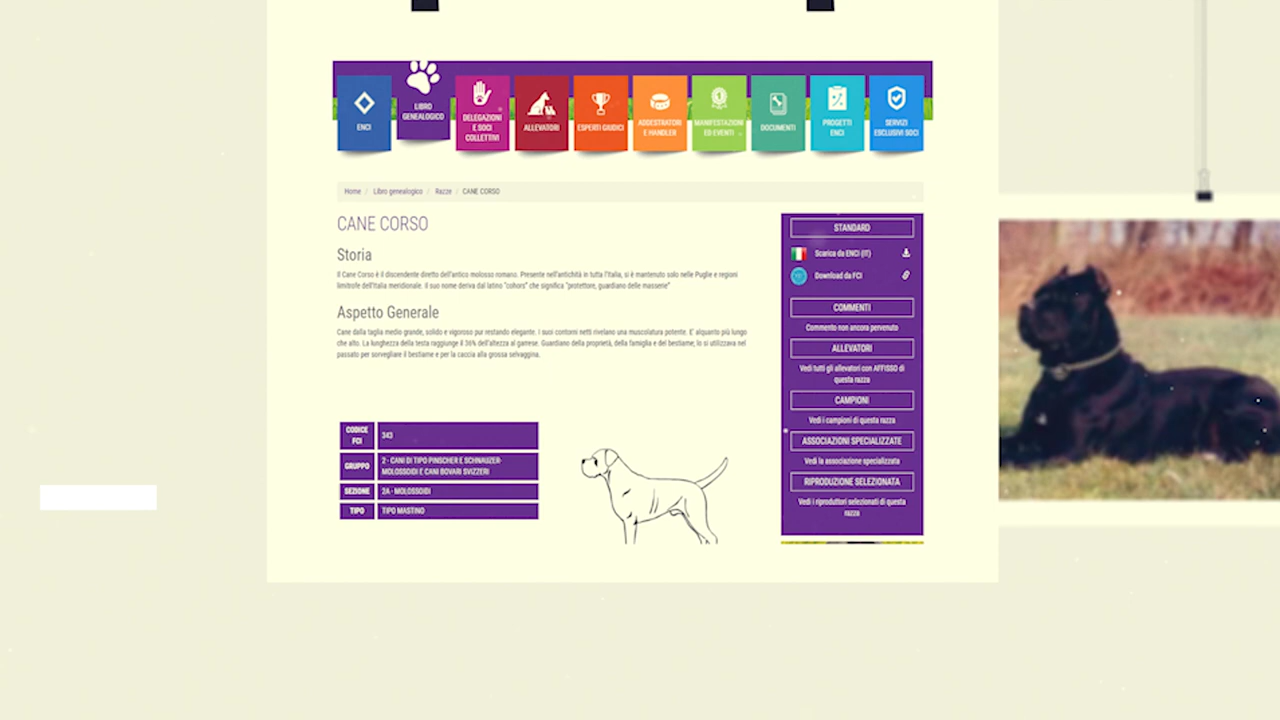 ENCI
LIBRO
GENEALOGICO
DELEGAZIONI
E SOCI
COLLETTIVI
ALLEVATORI
ESPERTI GIUDICI
ADDESTRATORI
E HANDLER
MANIFESTAZIONI
ED EVENTI
DOCUMENTI
PROGETTI
ENCI
SERVIZI
ESCLUSIVI SOCI
Home / Libro genealogico / Razze / CANE CORSO
CANE CORSO
Storia
Il Cane Corso è il discendente diretto dell'antico molosso romano. Presente nell'antichità in tutta l'Italia, si è mantenuto solo nelle Puglie e regioni
limitrofe dell'Italia meridionale. Il suo nome deriva dal latino "cohors" che significa "protettore, guardiano delle masserie"
Aspetto Generale
Cane dalla taglia medio grande, solido e vigoroso pur restando elegante. I suoi contorni netti rivelano una muscolatura potente. E' alquanto più lungo
che alto. La lunghezza della testa raggiunge il 36% dell'altezza al garrese. Guardiano della proprietà, della famiglia e del bestiame; lo si utilizzava nel
passato per sorvegliare il bestiame e per la caccia alla grossa selvaggina.
CODICE
FCI
343
GRUPPO
2 - CANI DI TIPO PINSCHER E SCHNAUZER-
MOLOSSOIDI E CANI BOVARI SVIZZERI
SEZIONE
2A - MOLOSSOIDI
TIPO
TIPO MASTINO
STANDARD
Scarica da ENCI (IT)
Download da FCI
COMMENTI
Commento non ancora pervenuto
ALLEVATORI
Vedi tutti gli allevatori con AFFISSO di
questa razza
CAMPIONI
Vedi i campioni di questa razza
ASSOCIAZIONI SPECIALIZZATE
Vedi la associazione specializzata
RIPRODUZIONE SELEZIONATA
Vedi i riproduttori selezionati di questa
razza